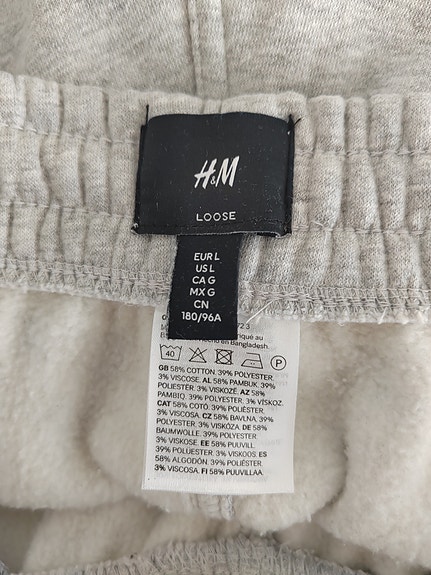 H&M
LOOSE
EUR L
US L
CA G
MX G
CN
180/96A
40
P
GB 58% COTTON. 39% POLYESTER.
3% VISCOSE. AL 58% PAMBUK. 39%
POLIESTER. 3% VISKOZË. AZ 58%
PAMBIQ. 39% POLYESTER. 3% VISKOZ.
CAT 58% COTÓ. 39% POLIÈSTER.
3% VISCOSA. CZ 58% BAVLNA. 39%
POLYESTER. 3% VISKÓZA. DE 58%
BAUMWOLLE. 39% POLYESTER. 3%
VISKOSE. EE 58% PUUVILL.
39% POLÜESTER. 3% VISKOOS. ES
58% ALGODÓN. 39% POLIÉSTER.
3% VISCOSA. FI 58% PUUVILLAA.